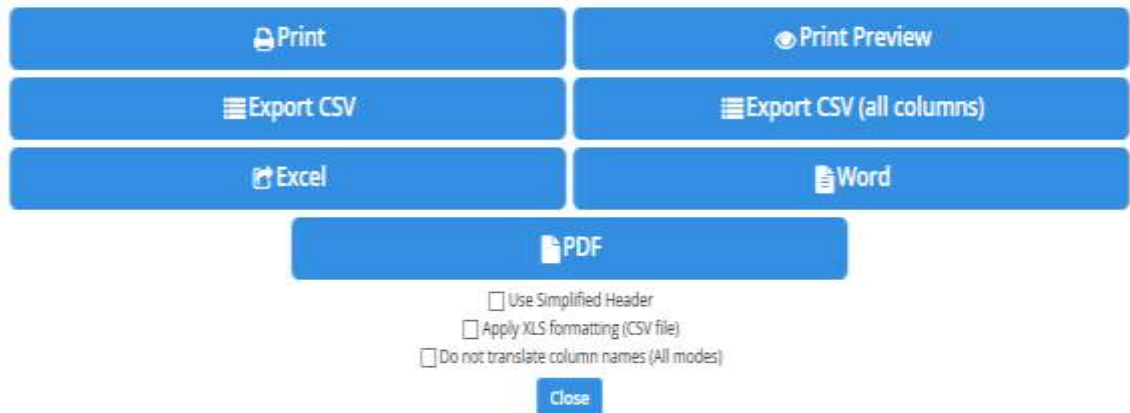 Print
Print Preview
Export CSV
Export CSV (all columns)
Excel
Word
PDF
Use Simplified Header
Apply XLS formatting (CSV file)
Do not translate column names (All modes)
Close